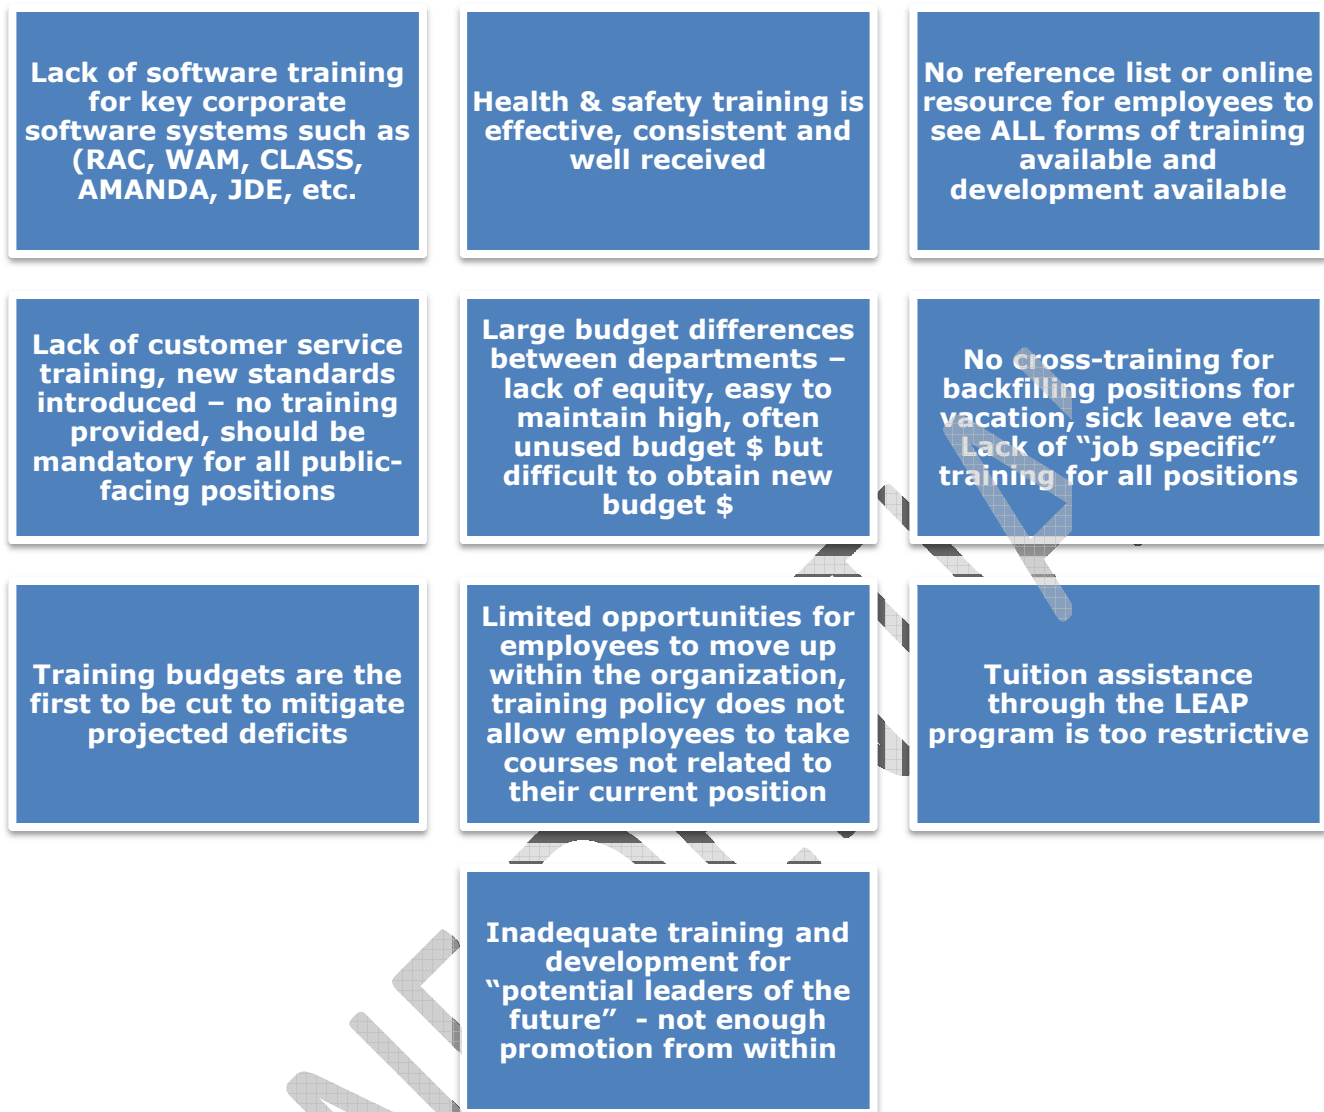 Lack of software training
for key corporate
software systems such as
(RAC, WAM, CLASS,
AMANDA, JDE, etc.
Health & safety training is
effective, consistent and
well received
No reference list or online
resource for employees to
see ALL forms of training
available and
development available
Lack of customer service
training, new standards
introduced – no training
provided, should be
mandatory for all public-
facing positions
Large budget differences
between departments –
lack of equity, easy to
maintain high, often
unused budget $ but
difficult to obtain new
budget $
No cross-training for
backfilling positions for
vacation, sick leave etc.
Lack of “job specific”
training for all positions
Training budgets are the
first to be cut to mitigate
projected deficits
Limited opportunities for
employees to move up
within the organization,
training policy does not
allow employees to take
courses not related to
their current position
Tuition assistance
through the LEAP
program is too restrictive
Inadequate training and
development for
“potential leaders of the
future”  - not enough
promotion from within